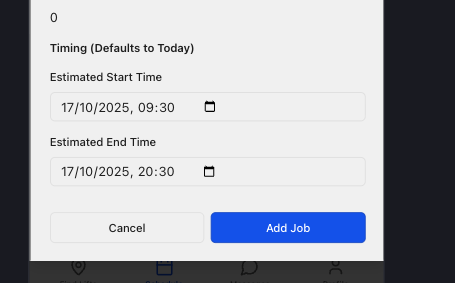 0
Timing (Defaults to Today)
Estimated Start Time
17/10/2025, 09:30
Estimated End Time
17/10/2025, 20:30
Cancel
Add Job